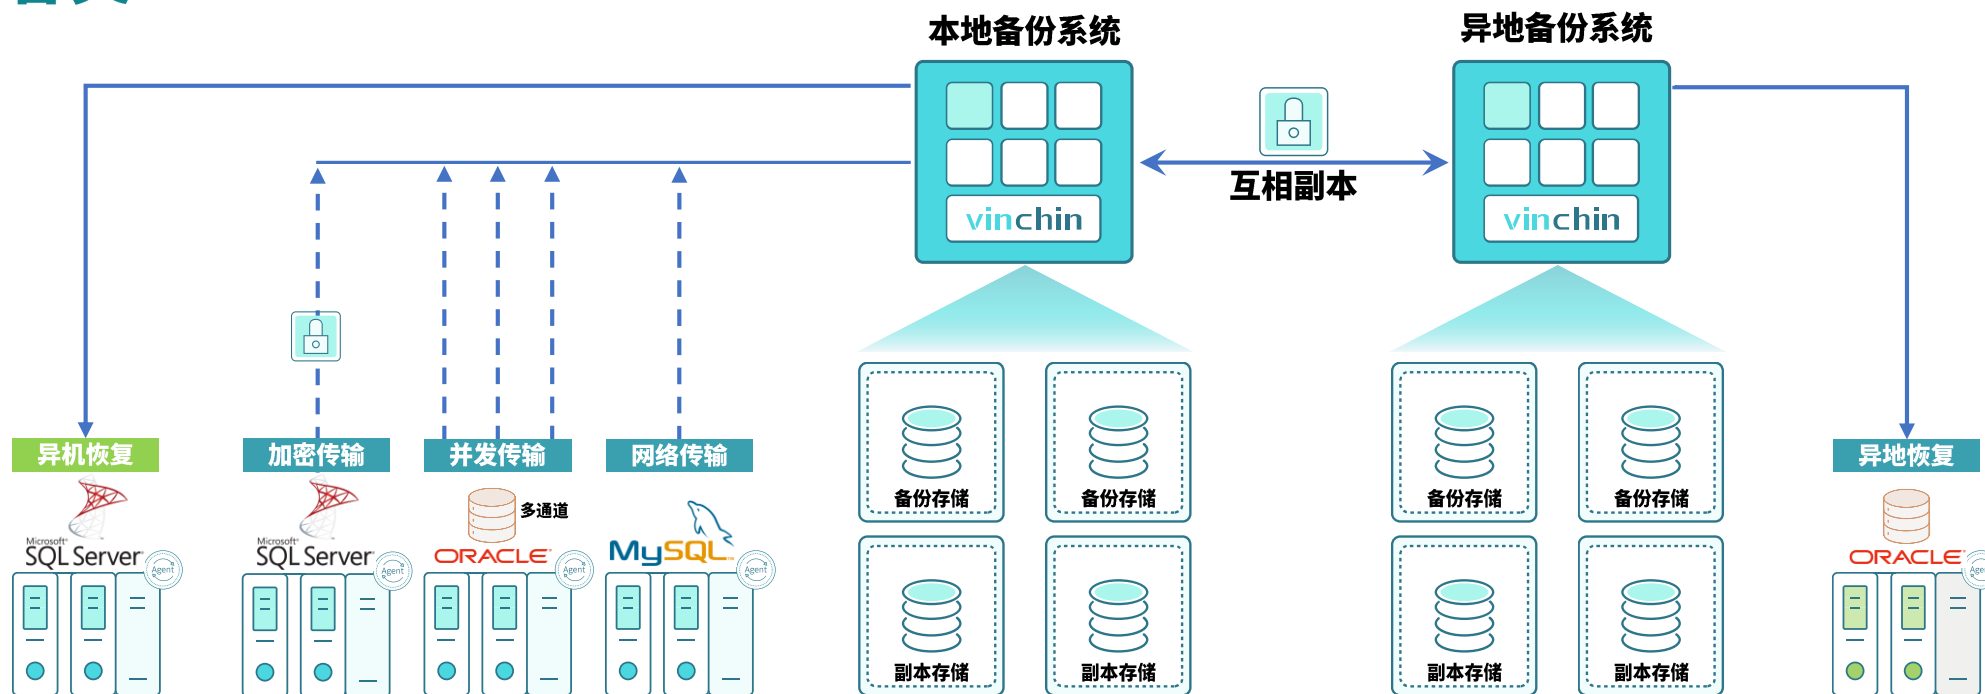 本地备份系统
异地备份系统
vinchin
vinchin
互相副本
异机恢复
加密传输
并发传输
网络传输
异地恢复
Microsoft
SQL Server
Agent
Microsoft
SQL Server
Agent
多通道
ORACLE
Agent
MySQL
Agent
备份存储
备份存储
备份存储
备份存储
ORACLE
副本存储
副本存储
副本存储
副本存储